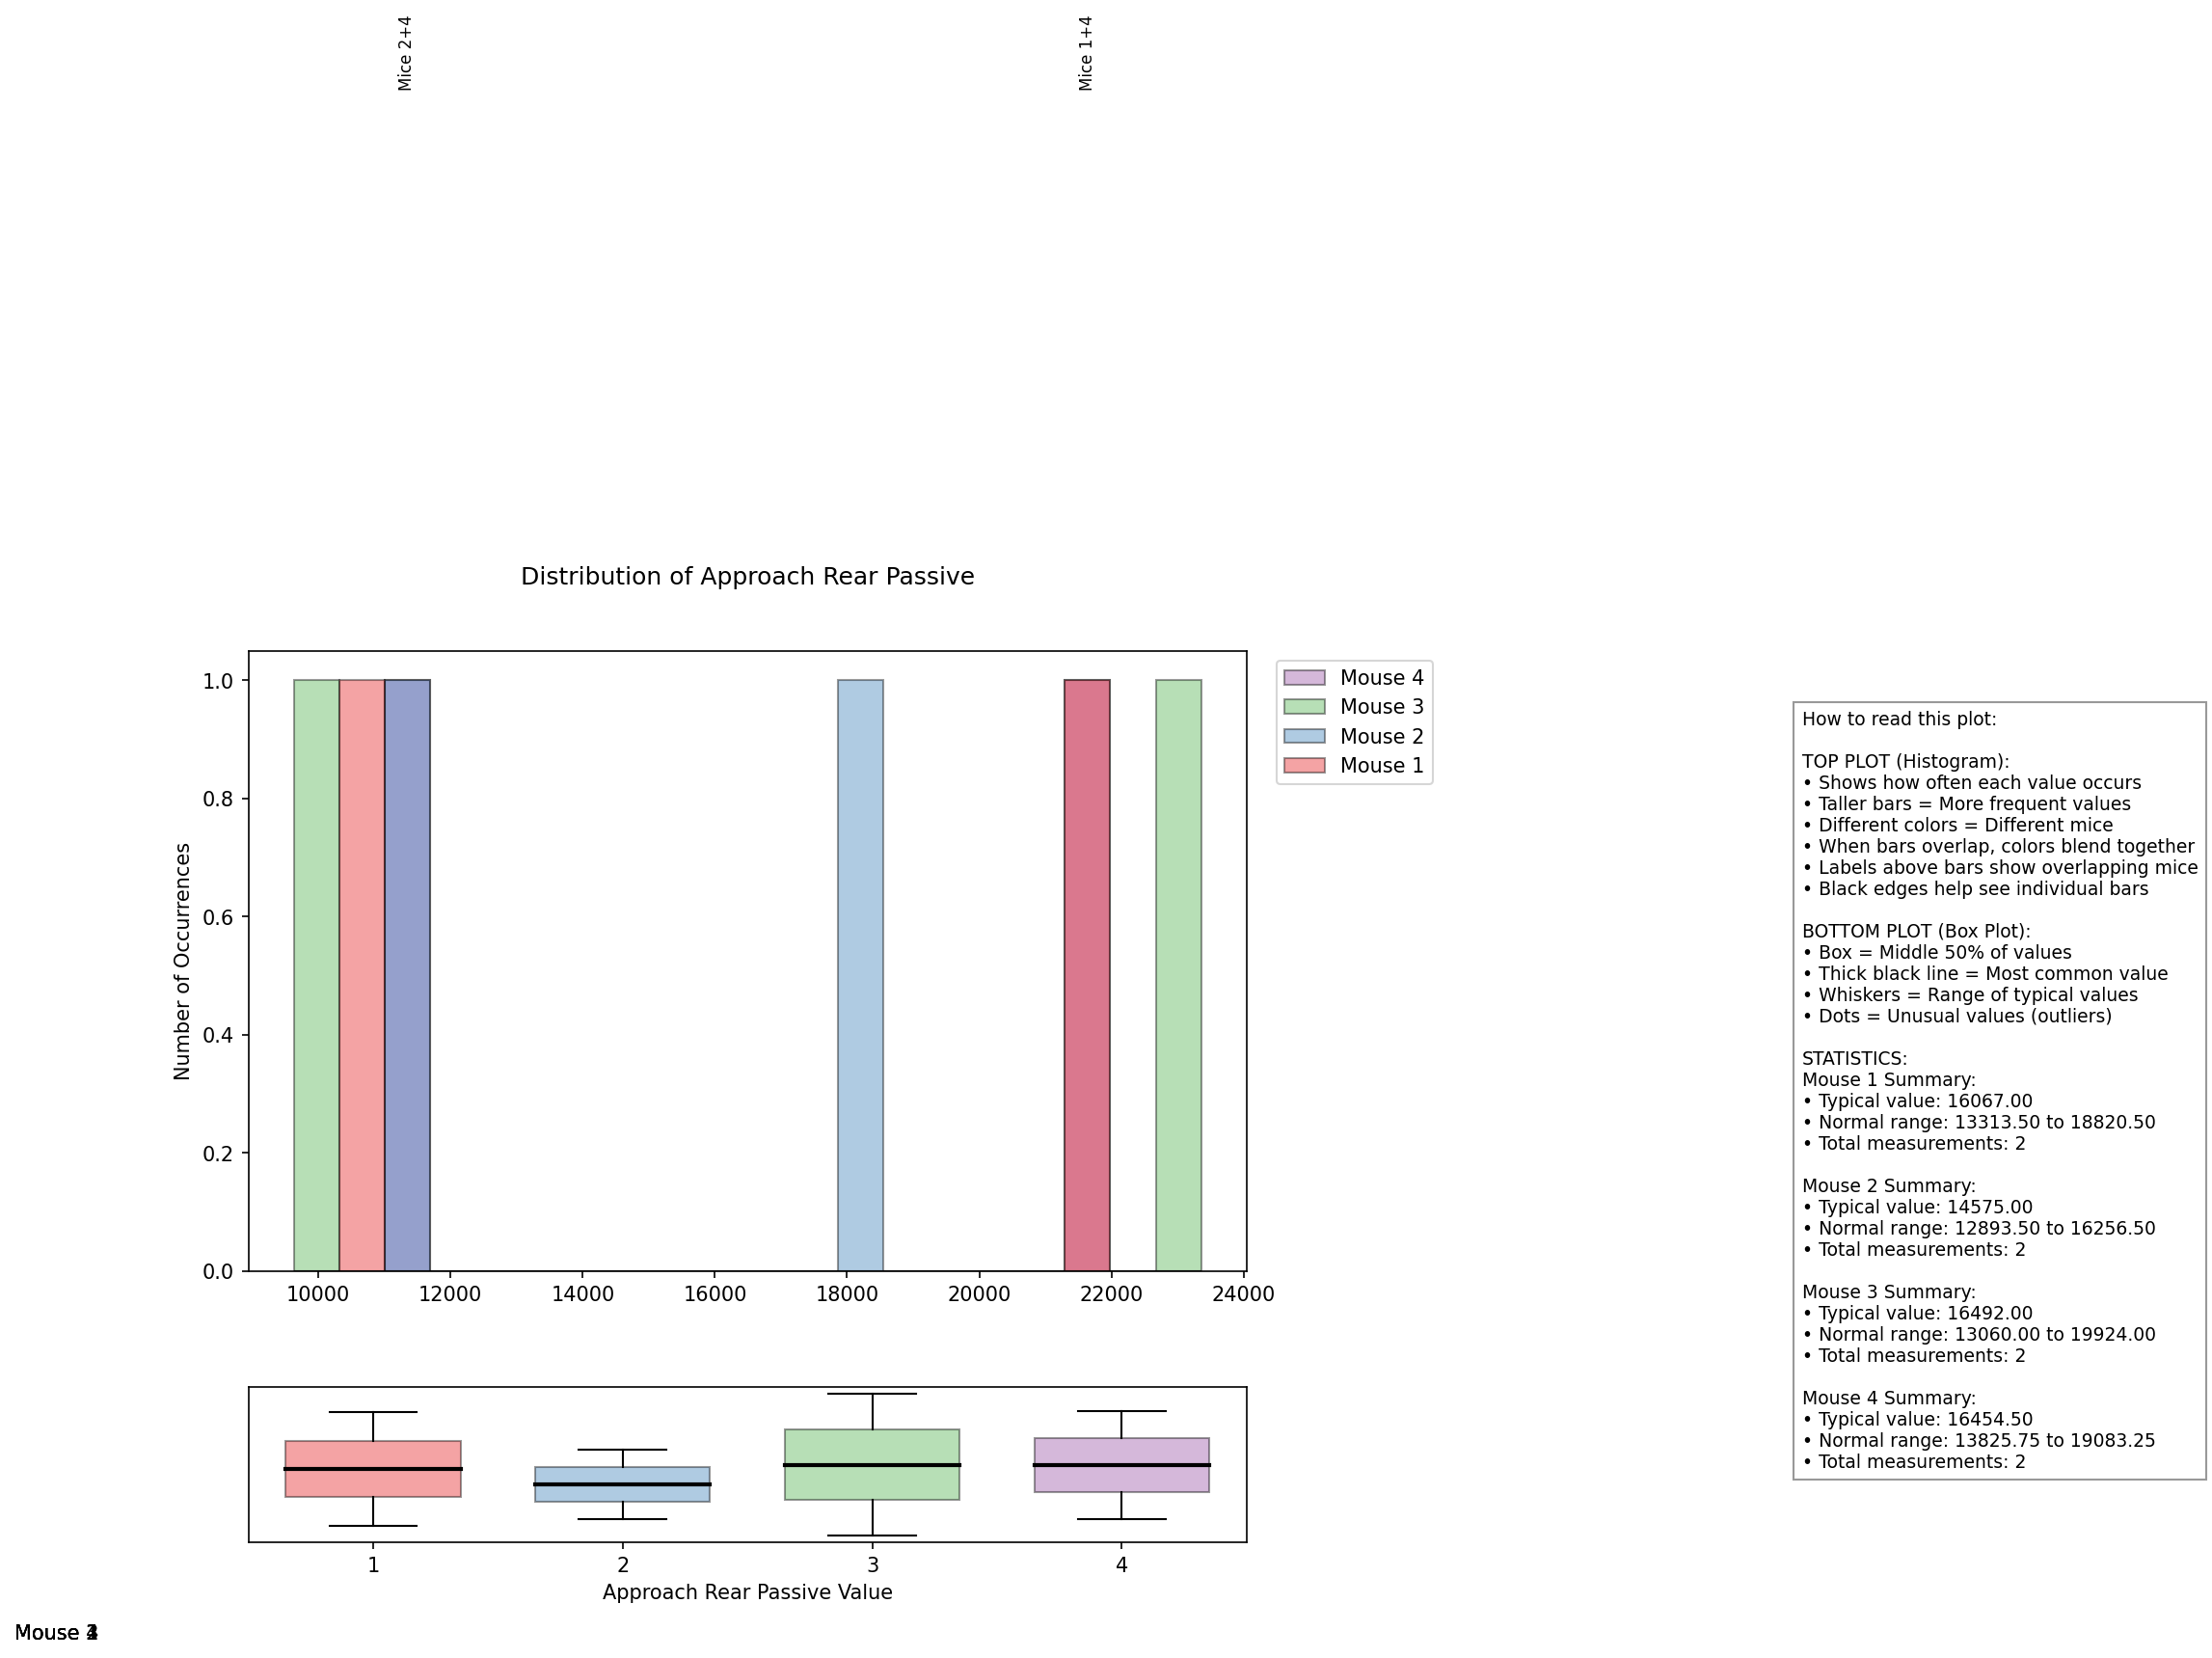 Mice 2+4
Mice 1+4
Distribution of Approach Rear Passive
Number of Occurrences
1.0
0.8
0.6
0.4
0.2
0.0
10000 12000 14000 16000 18000 20000 22000 24000
Mouse 4
Mouse 3
Mouse 2
Mouse 1
1 2 3 4
Approach Rear Passive Value
Mouse
How to read this plot:
TOP PLOT (Histogram):
• Shows how often each value occurs
• Taller bars = More frequent values
• Different colors = Different mice
• When bars overlap, colors blend together
• Labels above bars show overlapping mice
• Black edges help see individual bars
BOTTOM PLOT (Box Plot):
• Box = Middle 50% of values
• Thick black line = Most common value
• Whiskers = Range of typical values
• Dots = Unusual values (outliers)
STATISTICS:
Mouse 1 Summary:
• Typical value: 16067.00
• Normal range: 13313.50 to 18820.50
• Total measurements: 2
Mouse 2 Summary:
• Typical value: 14575.00
• Normal range: 12893.50 to 16256.50
• Total measurements: 2
Mouse 3 Summary:
• Typical value: 16492.00
• Normal range: 13060.00 to 19924.00
• Total measurements: 2
Mouse 4 Summary:
• Typical value: 16454.50
• Normal range: 13825.75 to 19083.25
• Total measurements: 2